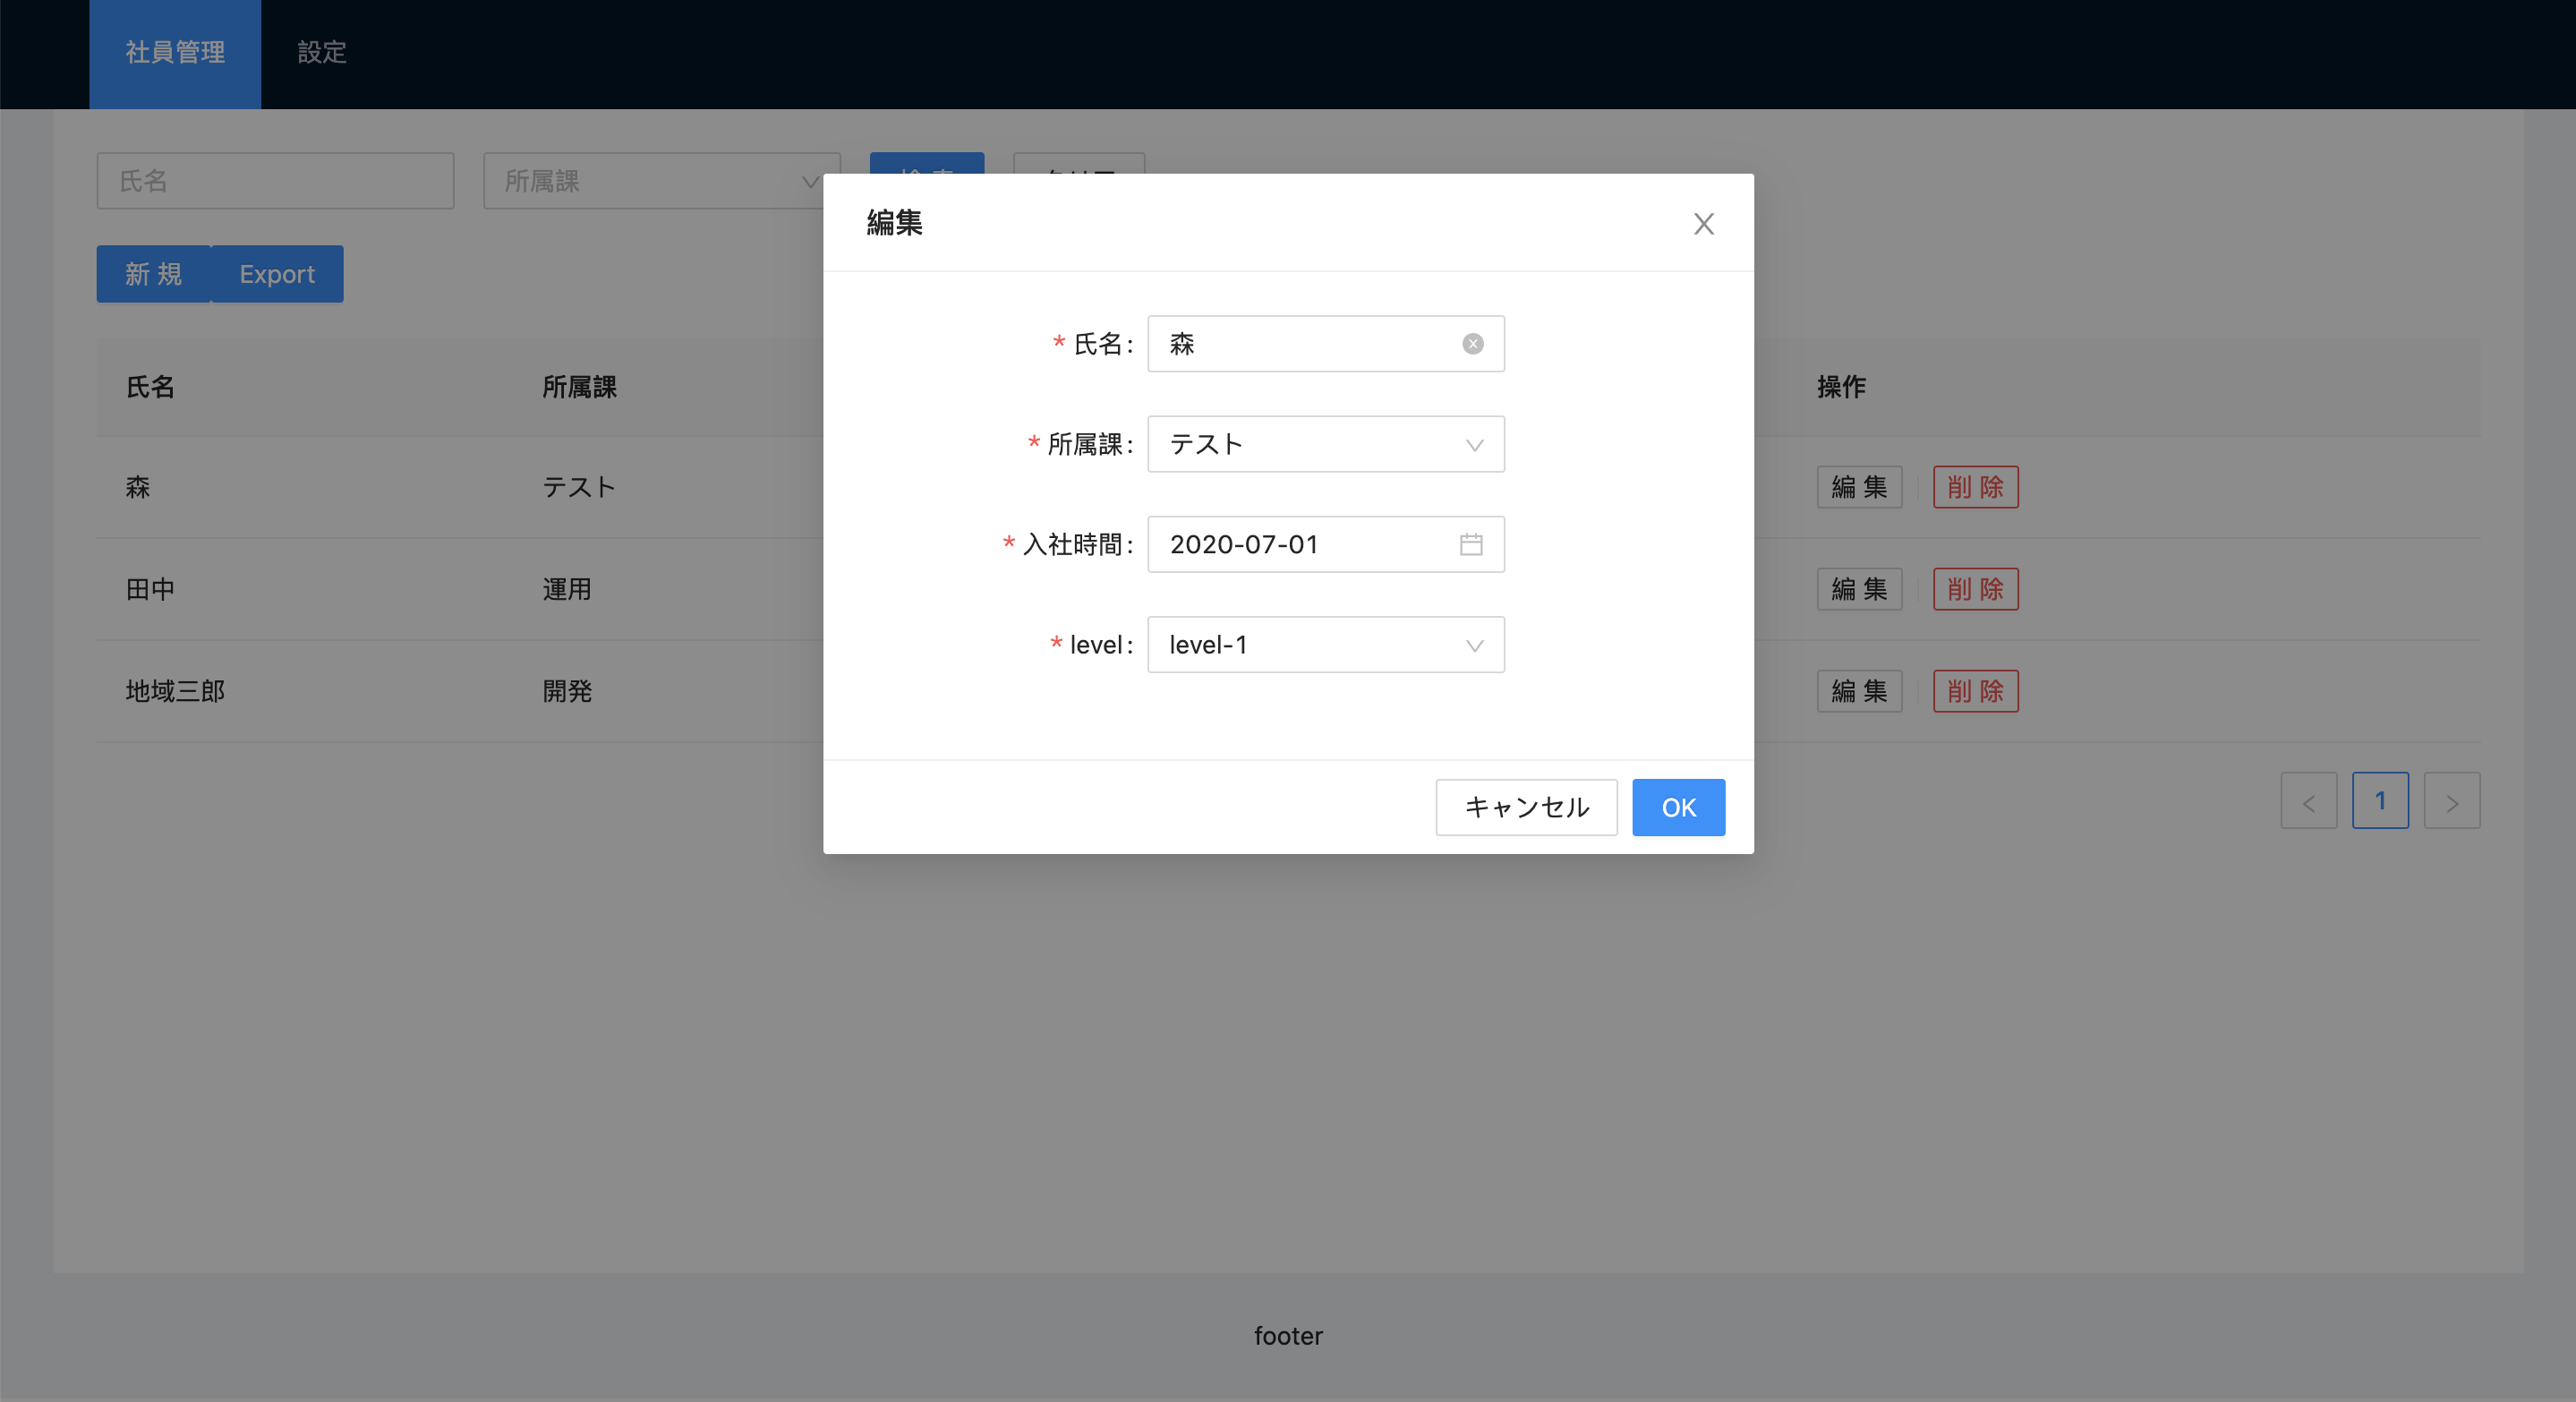 社員管理 設定
氏名 所属課
新 規 Export
氏名 所属課 操作
森 テスト 編 集 削 除
田中 運用 編 集 削 除
地域三郎 開発 編 集 削 除
1
編集
* 氏名: 森
* 所属課: テスト
* 入社時間: 2020-07-01
* level: level-1
キャンセル OK
footer